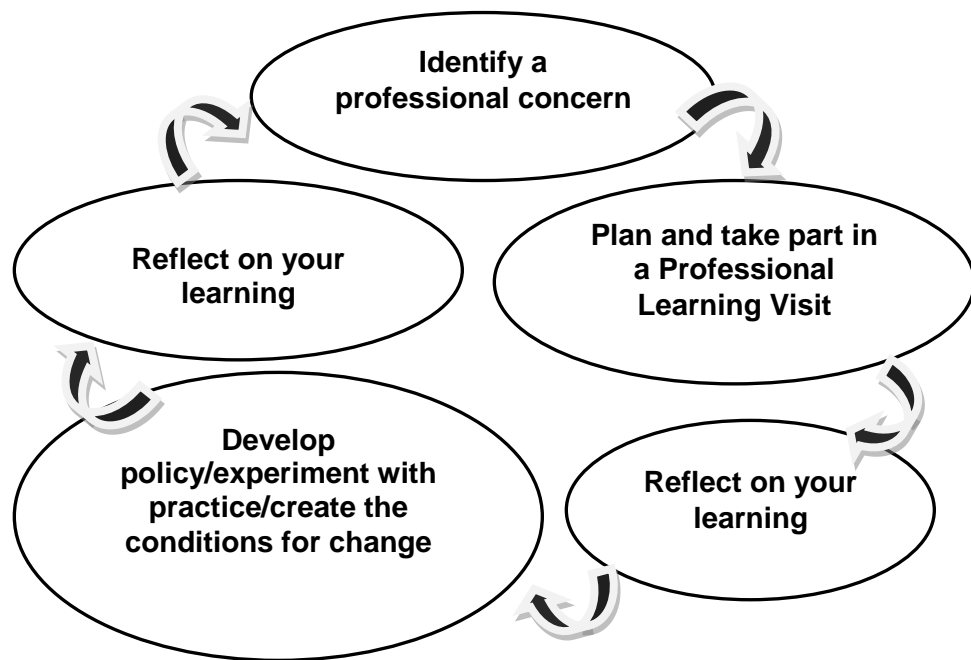 Identify a
professional concern
Plan and take part in
a Professional
Learning Visit
Reflect on your
learning
Develop
policy/experiment with
practice/create the
conditions for change
Reflect on your
learning